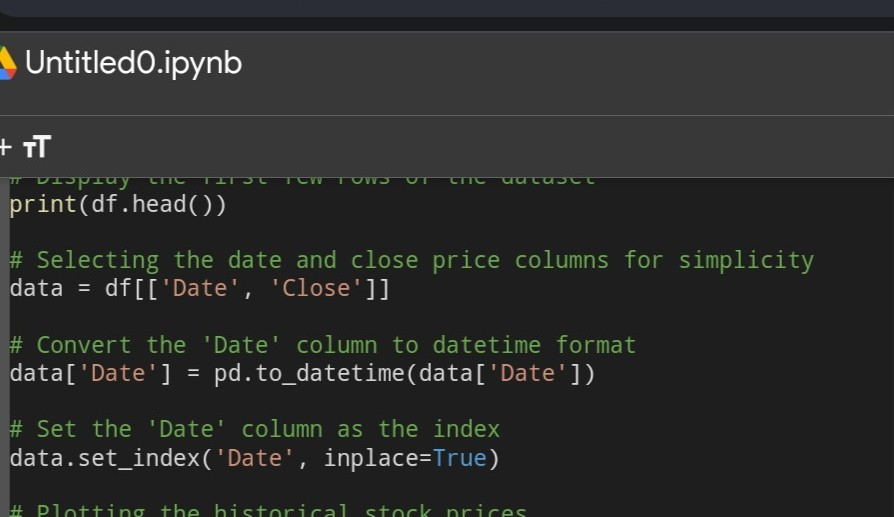 Untitled0.ipynb
+ TT
# Display the first few rows of the dataset
print(df.head())
# Selecting the date and close price columns for simplicity
data = df[['Date', 'Close']]
# Convert the 'Date' column to datetime format
data['Date'] = pd.to_datetime(data['Date'])
# Set the 'Date' column as the index
data.set_index('Date', inplace=True)
# Plotting the historical stock prices